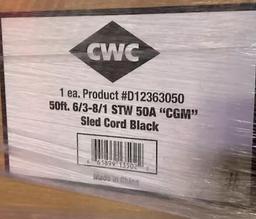 CWC
1 ea. Product #D12363050
50ft. 6/3-8/1 STW 50A “CGM”
Sled Cord Black
Made in China